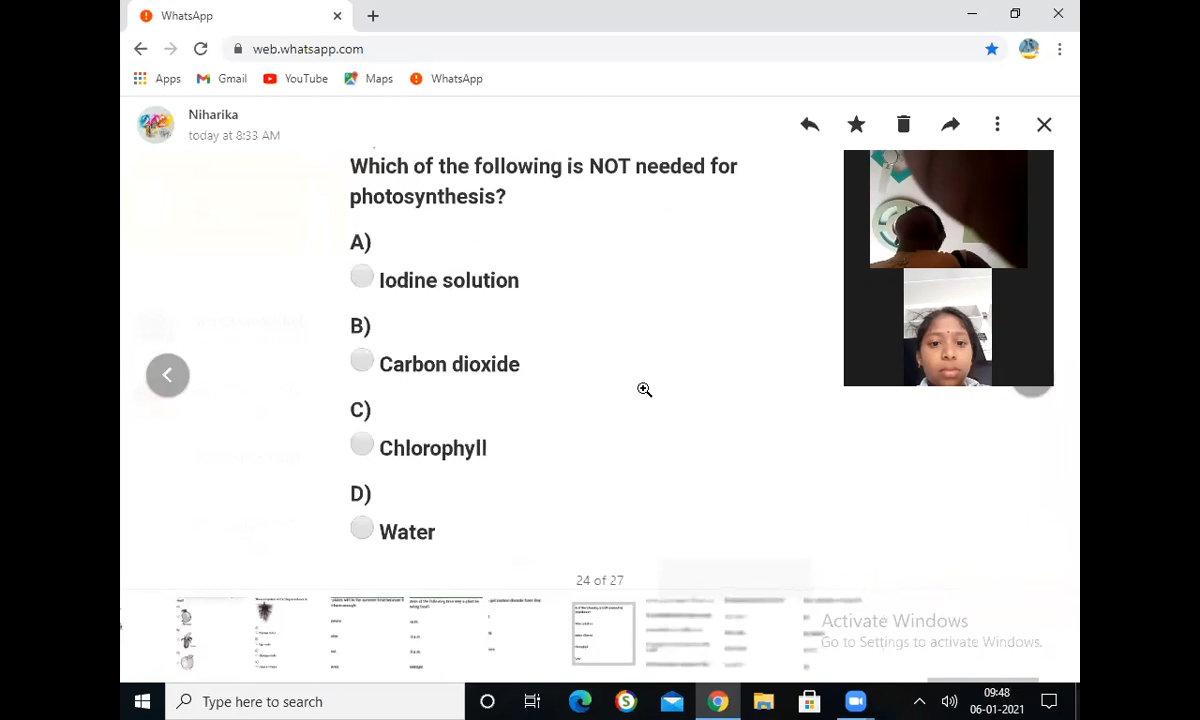 WhatsApp
web.whatsapp.com
Apps
Gmail
YouTube
Maps
WhatsApp
Niharika
today at 8:33 AM
Which of the following is NOT needed for
photosynthesis?
A)
Iodine solution
B)
Carbon dioxide
C)
Chlorophyll
D)
Water
24 of 27
Activate Windows
Go to Settings to activate Windows.
Type here to search
09:48
06-01-2021